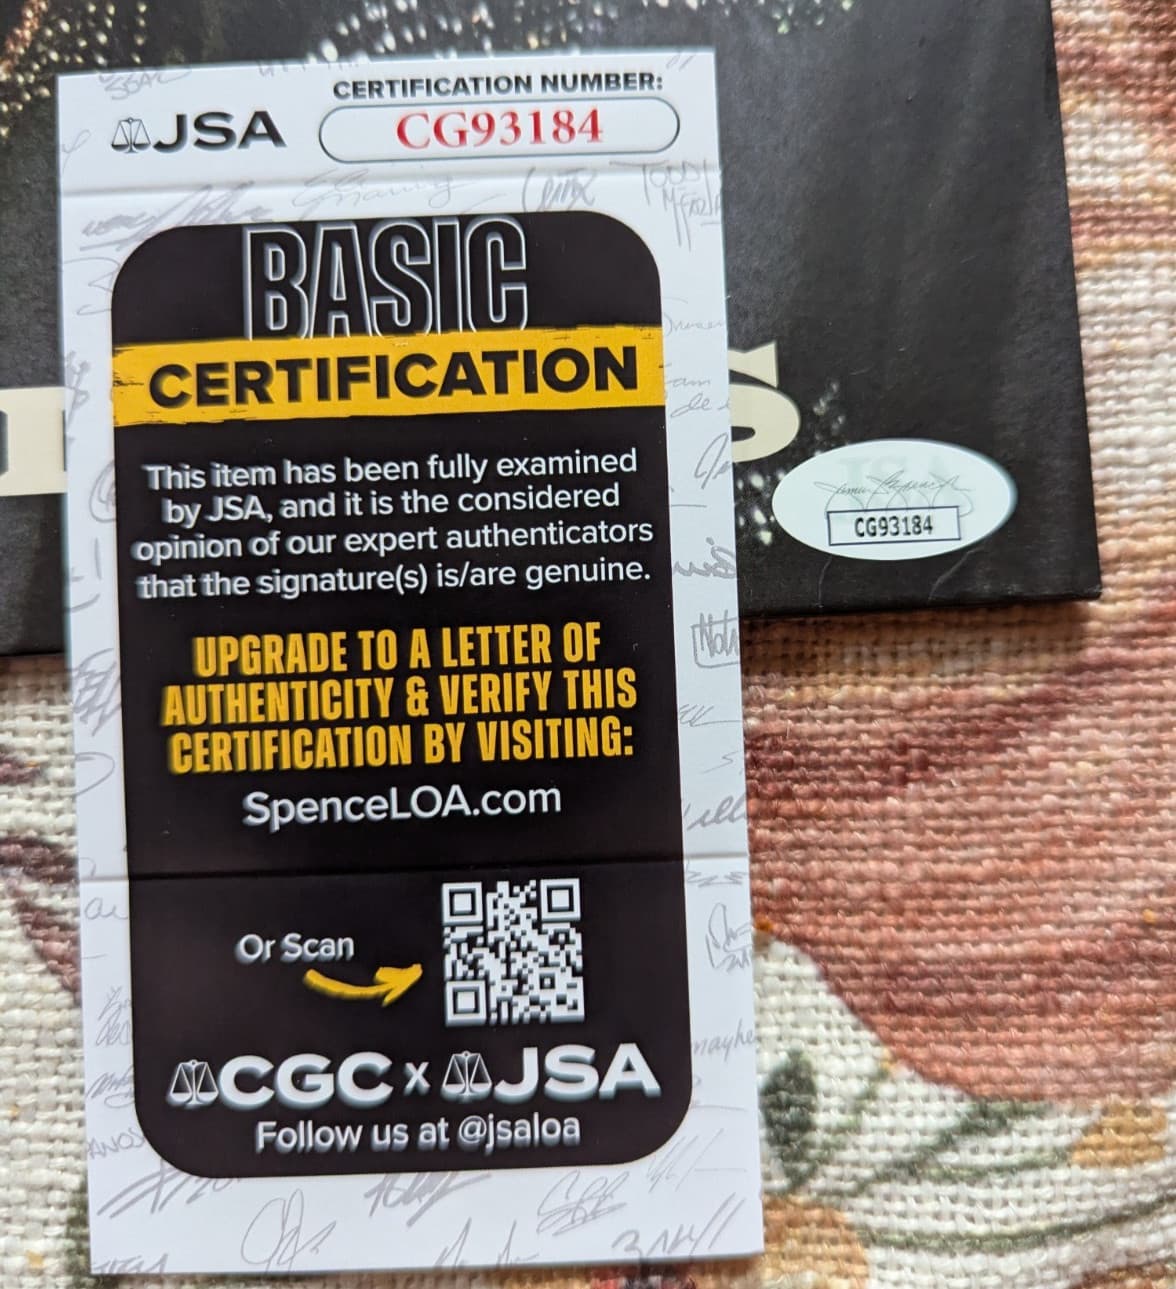 CERTIFICATION NUMBER:
JSA
CG93184
BASIC
CERTIFICATION
This item has been fully examined
by JSA, and it is the considered
opinion of our expert authenticators
that the signature(s) is/are genuine.
UPGRADE TO A LETTER OF
AUTHENTICITY & VERIFY THIS
CERTIFICATION BY VISITING:
SpenceLOA.com
Or Scan
CGC x JSA
Follow us at @jsaloa
S
JSA
CG93184